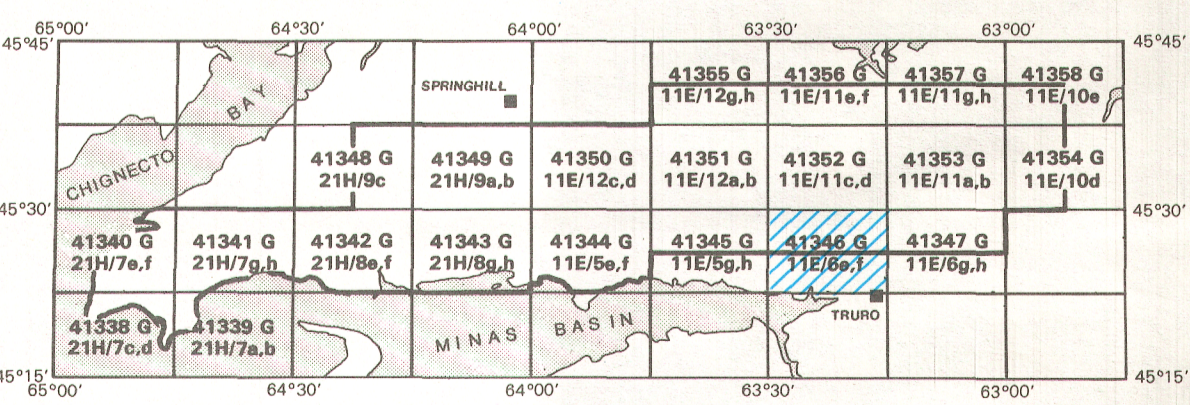 65°00′ 64°30′ 64°00′ 63°30′ 63°00′
45°45′ 45°45′
SPRINGHILL
CHIGNECTO BAY
41355 G 41356 G 41357 G 41358 G
11E/12g,h 11E/11e,f 11E/11g,h 11E/10e
41348 G 41349 G 41350 G 41351 G 41352 G 41353 G 41354 G
21H/9c 21H/9a,b 11E/12c,d 11E/12a,b 11E/11c,d 11E/11a,b 11E/10d
45°30′ 45°30′
41340 G 41341 G 41342 G 41343 G 41344 G 41345 G 41346 G 41347 G
21H/7e,f 21H/7g,h 21H/8e,f 21H/8g,h 11E/5e,f 11E/5g,h 11E/6e,f 11E/6g,h
TRURO
MINAS BASIN
41338 G 41339 G
21H/7c,d 21H/7a,b
45°15′ 45°15′
65°00′ 64°30′ 64°00′ 63°30′ 63°00′